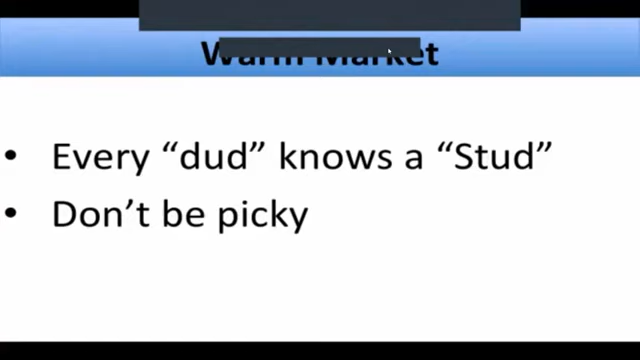 Warm Market
• Every “dud” knows a “Stud”
• Don’t be picky